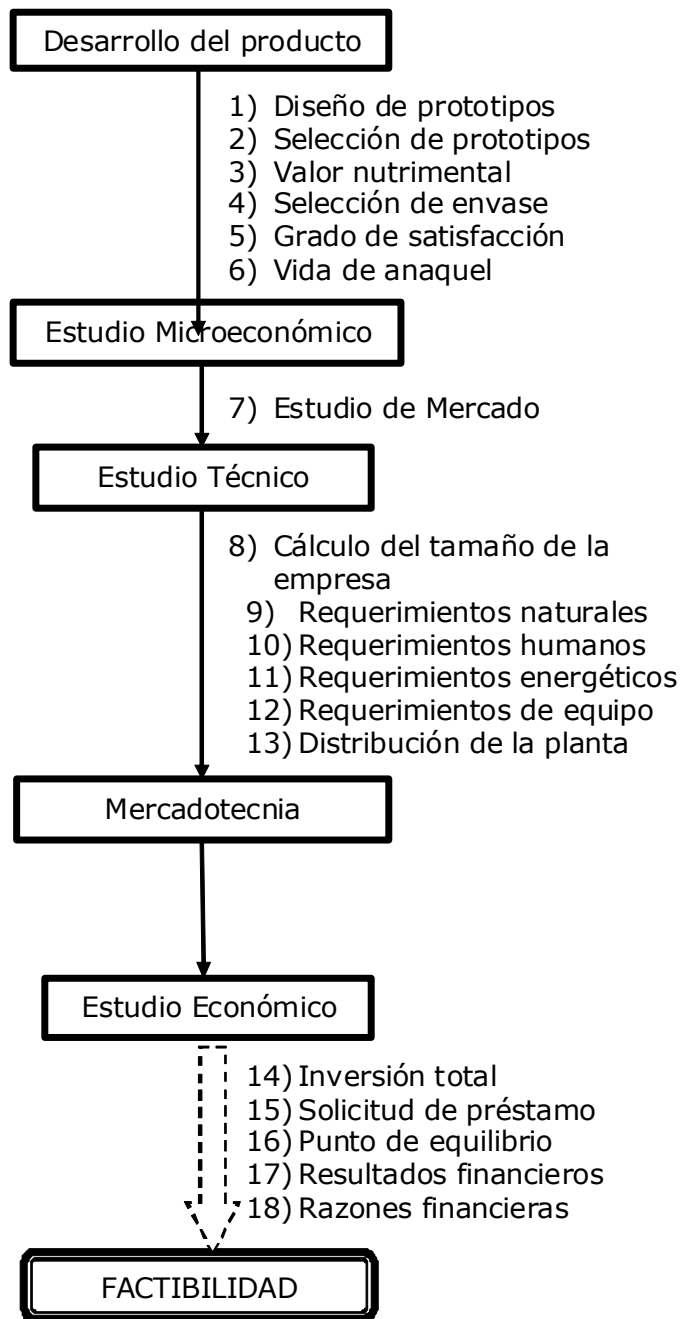 Desarrollo del producto
1) Diseño de prototipos
2) Selección de prototipos
3) Valor nutrimental
4) Selección de envase
5) Grado de satisfacción
6) Vida de anaquel
Estudio Microeconómico
7) Estudio de Mercado
Estudio Técnico
8) Cálculo del tamaño de la
empresa
9) Requerimientos naturales
10) Requerimientos humanos
11) Requerimientos energéticos
12) Requerimientos de equipo
13) Distribución de la planta
Mercadotecnia
Estudio Económico
14) Inversión total
15) Solicitud de préstamo
16) Punto de equilibrio
17) Resultados financieros
18) Razones financieras
FACTIBILIDAD